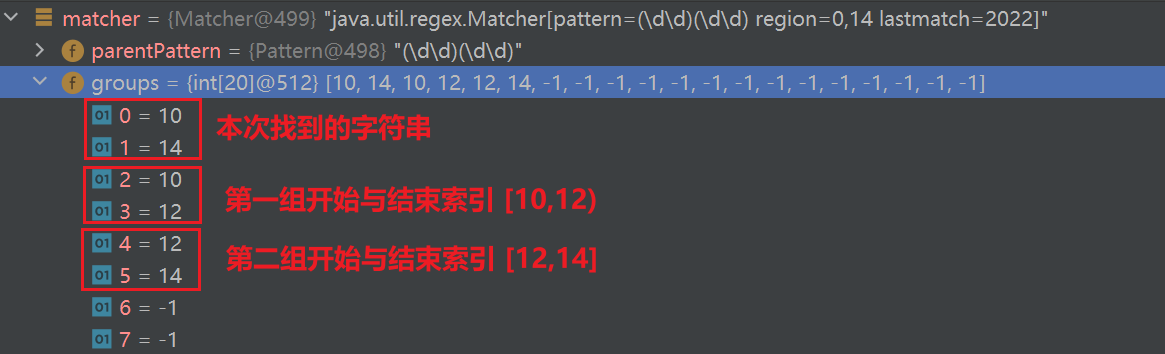 matcher = {Matcher@499} "java.util.regex.Matcher[pattern=(\d\d)(\d\d) region=0,14 lastmatch=2022]"
f parentPattern = {Pattern@498} "(\d\d)(\d\d)"
f groups = {int[20]@512} [10, 14, 10, 12, 12, 14, -1, -1, -1, -1, -1, -1, -1, -1, -1, -1, -1, -1, -1, -1]
01 0 = 10
本次找到的字符串
01 1 = 14
01 2 = 10
第一组开始与结束索引 [10,12)
01 3 = 12
01 4 = 12
第二组开始与结束索引 [12,14]
01 5 = 14
01 6 = -1
01 7 = -1